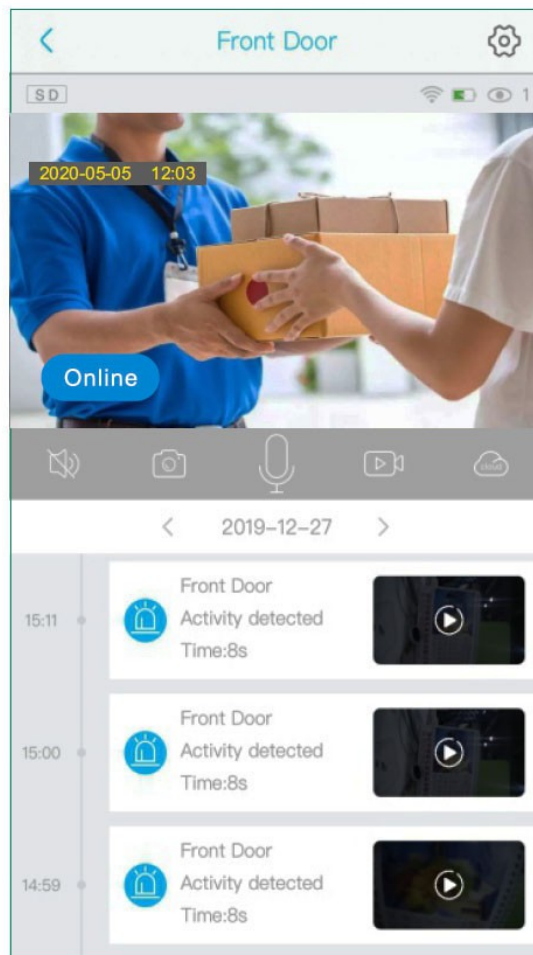 Front Door
SD
1
2020-05-05 12:03
Online
cloud
2019-12-27
15:11
Front Door
Activity detected
Time:8s
15:00
Front Door
Activity detected
Time:8s
14:59
Front Door
Activity detected
Time:8s